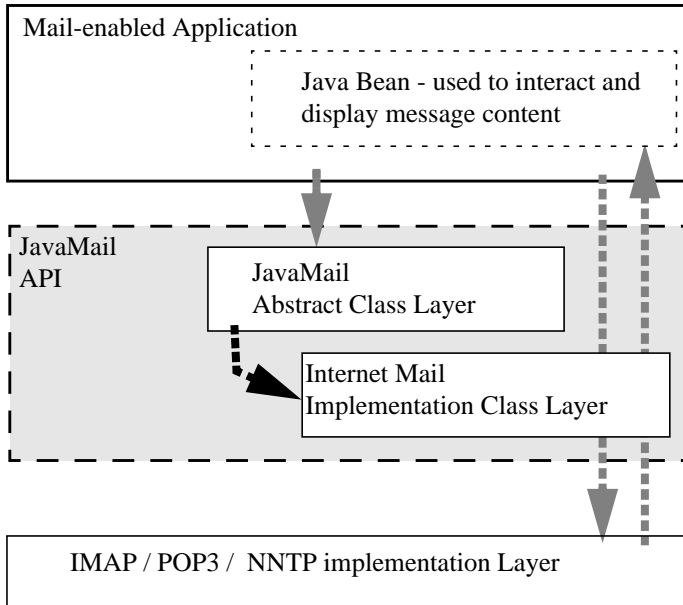 Mail-enabled Application
Java Bean - used to interact and
display message content
JavaMail
API
JavaMail
Abstract Class Layer
Internet Mail
Implementation Class Layer
IMAP / POP3 / NNTP implementation Layer